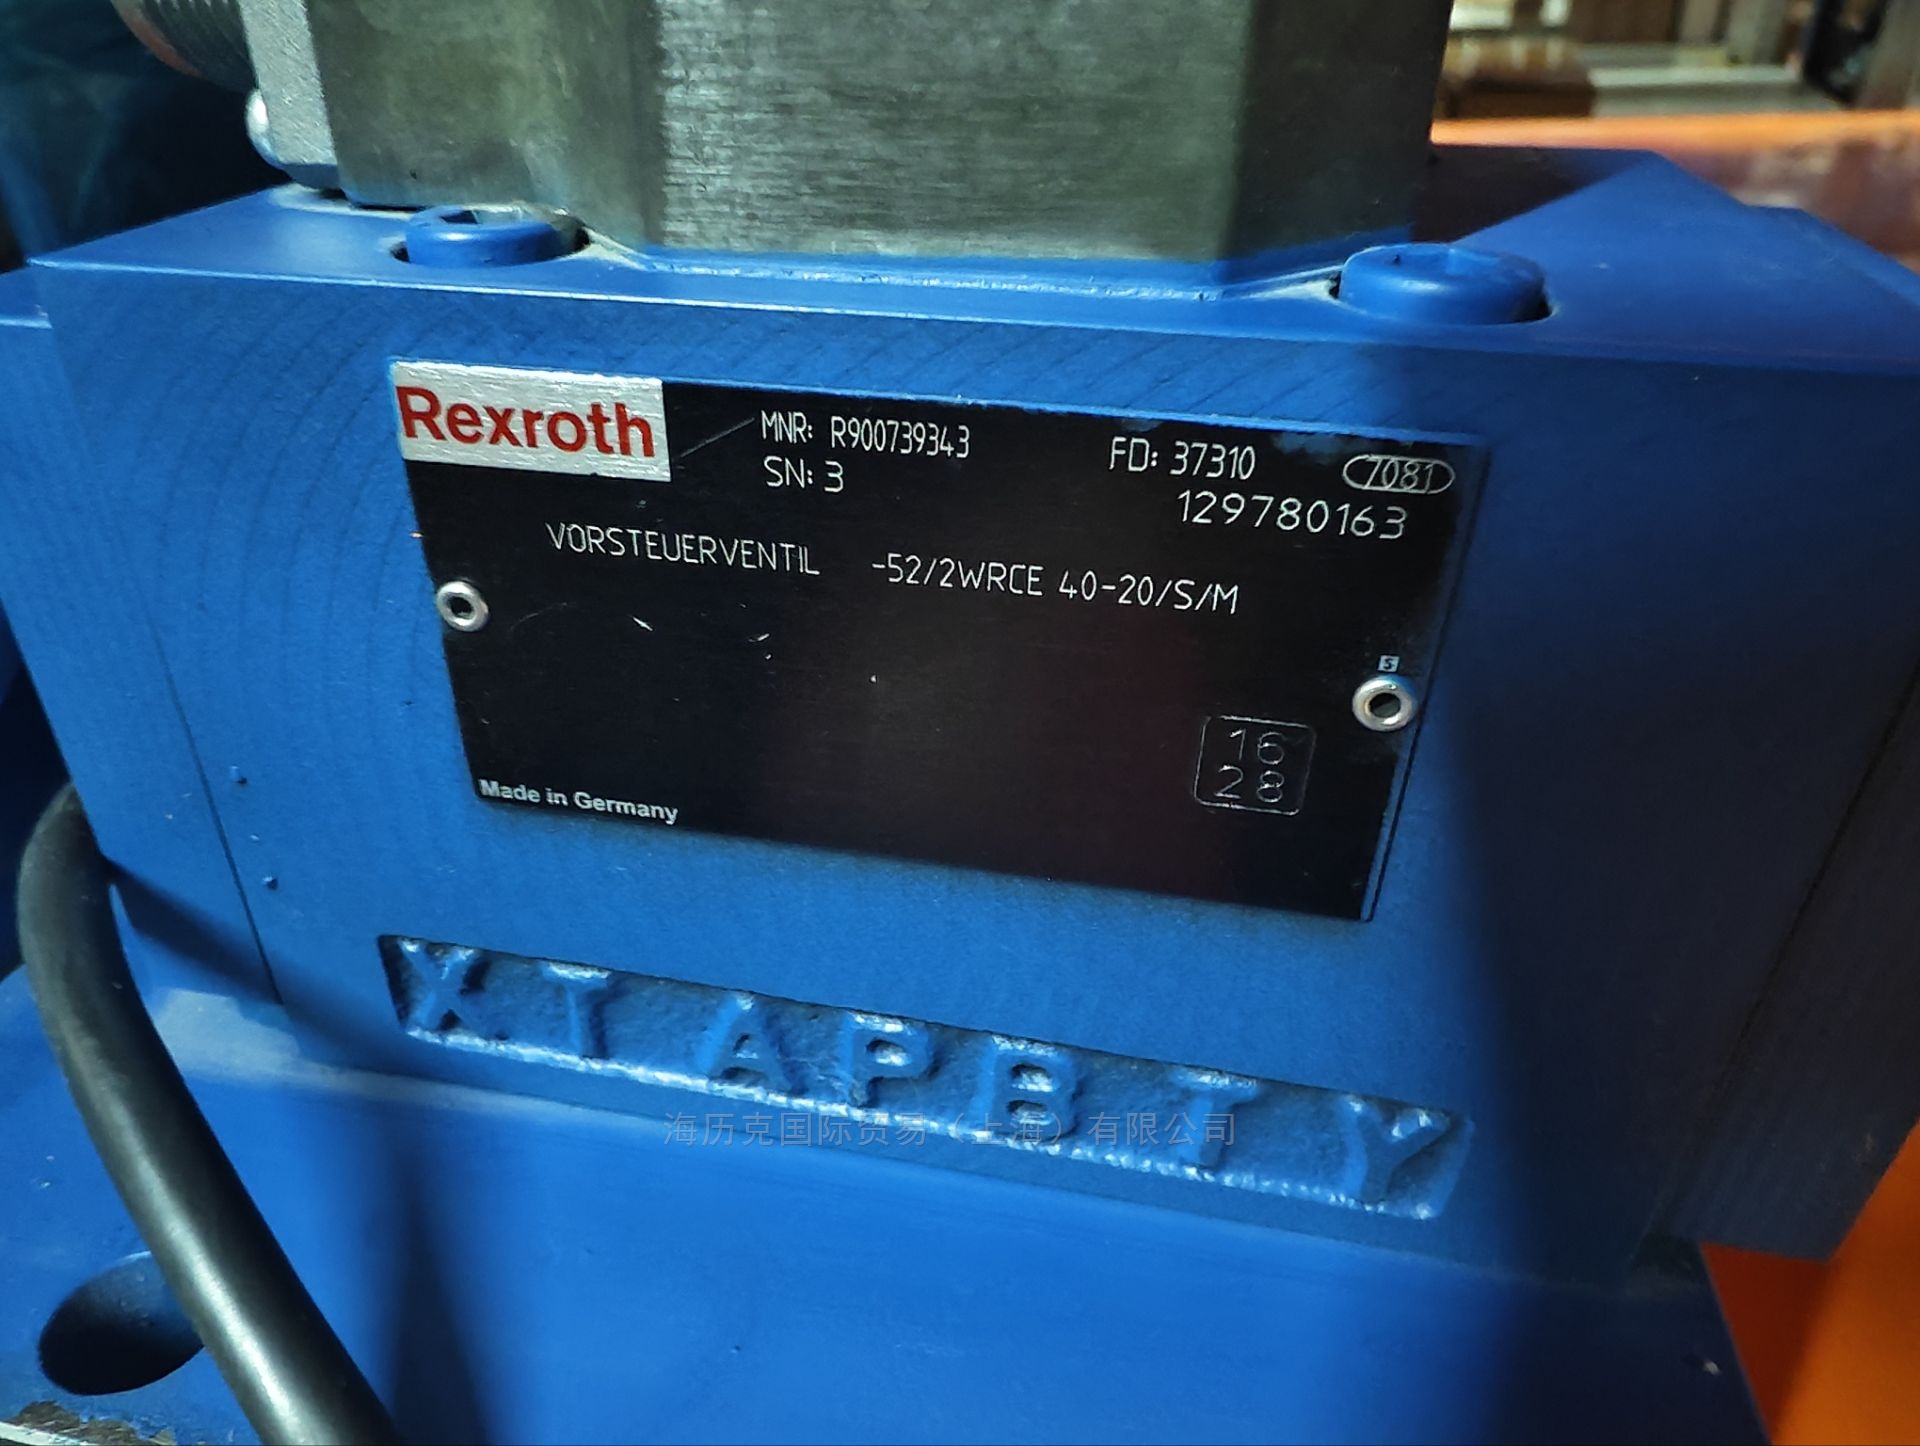 Rexroth
MNR: R900739343
FD: 37310
7081
SN: 3
129780163
VORSTEUERVENTIL -52/2WRCE 40-20/S/M
S
16
28
Made in Germany
X T A P B T Y
海历克国际贸易（上海）有限公司